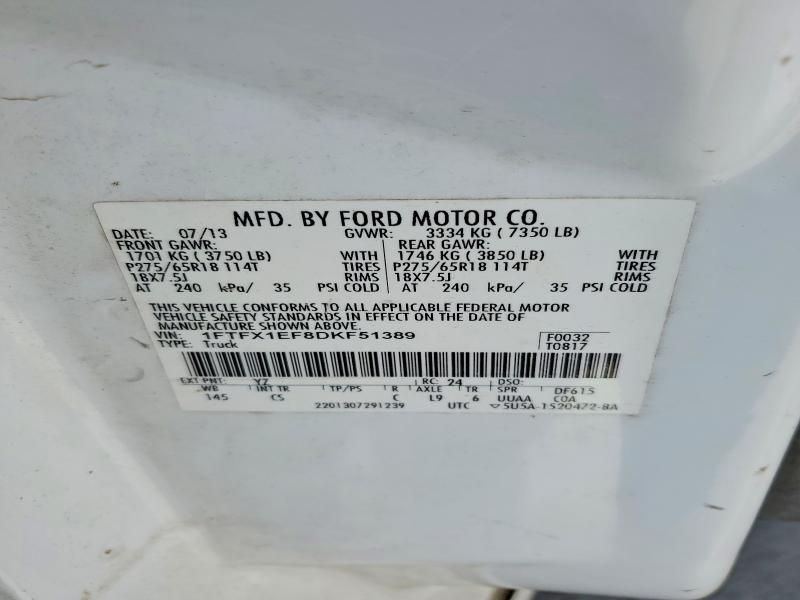 MFD. BY FORD MOTOR CO.
DATE: 07/13 GVWR: 3334 KG ( 7350 LB)
FRONT GAWR: REAR GAWR:
1701 KG ( 3750 LB) WITH 1746 KG ( 3850 LB) WITH
P275/65R18 114T TIRES P275/65R18 114T TIRES
18X7.5J RIMS 18X7.5J RIMS
AT 240 kPa/ 35 PSI COLD AT 240 kPa/ 35 PSI COLD
THIS VEHICLE CONFORMS TO ALL APPLICABLE FEDERAL MOTOR
VEHICLE SAFETY STANDARDS IN EFFECT ON THE DATE OF
MANUFACTURE SHOWN ABOVE.
VIN: 1FTFX1EF8DKF51389 F0032
TYPE: Truck T0817
EXT PNT: YZ RC: 24 DSO:
WB INT TR TP/PS R AXLE TR SPR DF615
145 CS C L9 6 UUAA C0A
2201307291239 UTC ▽5U5A-1520472-BA